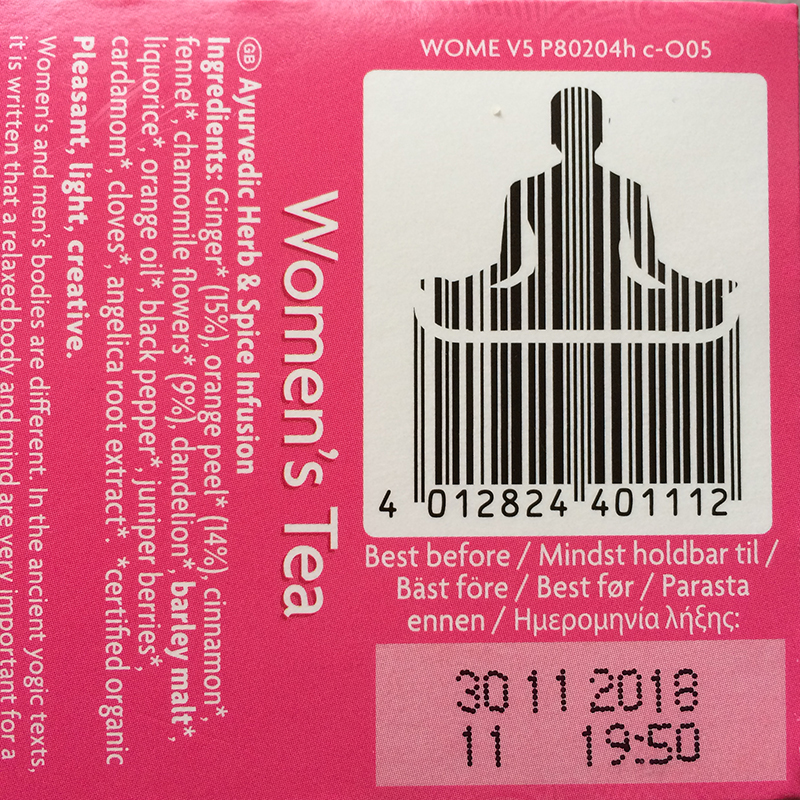 WOME V5 P80204h c-O05
4 012824 401112
Best before / Mindst holdbar til /
Bäst före / Best før / Parasta
ennen / Ημερομηνία λήξης:
30 11 2018
11 19:50
Women's Tea
GB Ayurvedic Herb & Spice Infusion
Ingredients: Ginger* (15%), orange peel* (14%), cinnamon*,
fennel*, chamomile flowers* (9%), dandelion*, barley malt*,
liquorice*, orange oil*, black pepper*, juniper berries*,
cardamom*, cloves*, angelica root extract*. *certified organic
Pleasant, light, creative.
Women's and men's bodies are different. In the ancient yogic texts,
it is written that a relaxed body and mind are very important for a